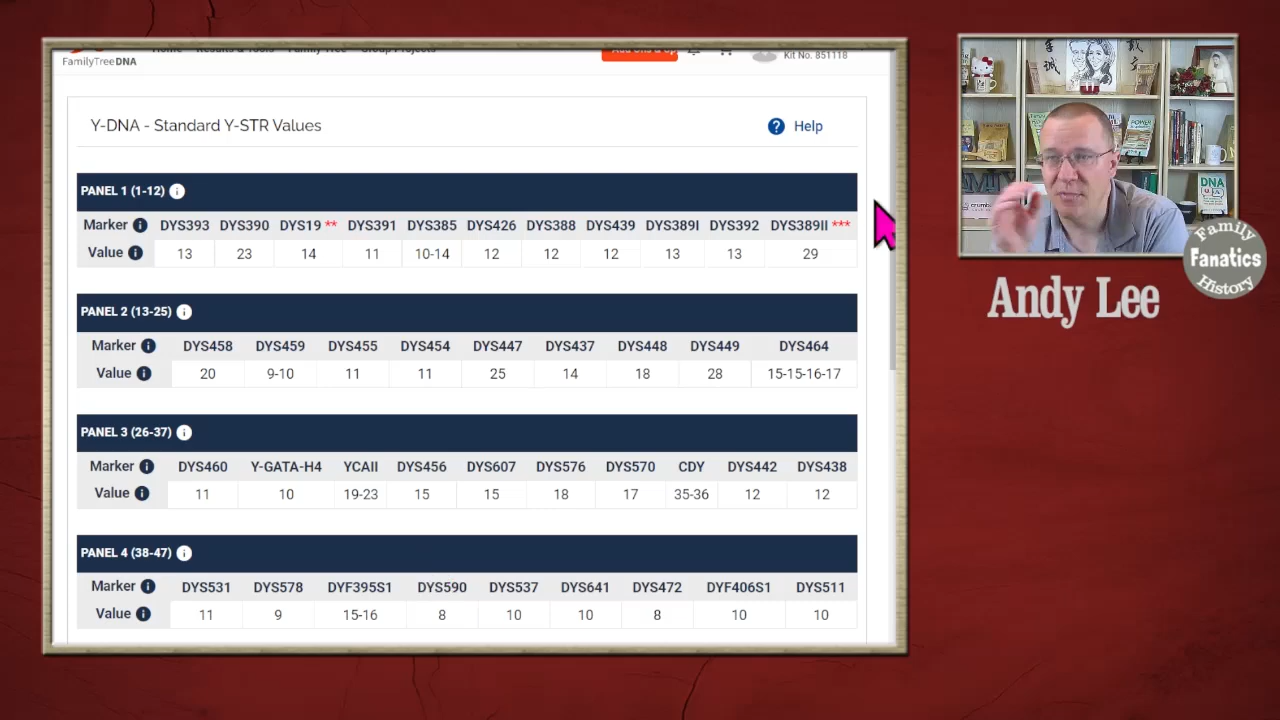 FamilyTreeDNA
Kit No. 851118
Y-DNA - Standard Y-STR Values
Help
PANEL 1 (1-12)
Marker DYS393 DYS390 DYS19 ** DYS391 DYS385 DYS426 DYS388 DYS439 DYS389I DYS392 DYS389II ***
Value 13 23 14 11 10-14 12 12 12 13 13 29
PANEL 2 (13-25)
Marker DYS458 DYS459 DYS455 DYS454 DYS447 DYS437 DYS448 DYS449 DYS464
Value 20 9-10 11 11 25 14 18 28 15-15-16-17
PANEL 3 (26-37)
Marker DYS460 Y-GATA-H4 YCAII DYS456 DYS607 DYS576 DYS570 CDY DYS442 DYS438
Value 11 10 19-23 15 15 18 17 35-36 12 12
PANEL 4 (38-47)
Marker DYS531 DYS578 DYF395S1 DYS590 DYS537 DYS641 DYS472 DYF406S1 DYS511
Value 11 9 15-16 8 10 10 8 10 10
POWER
DNA
Family
Fanatics
History
Andy Lee